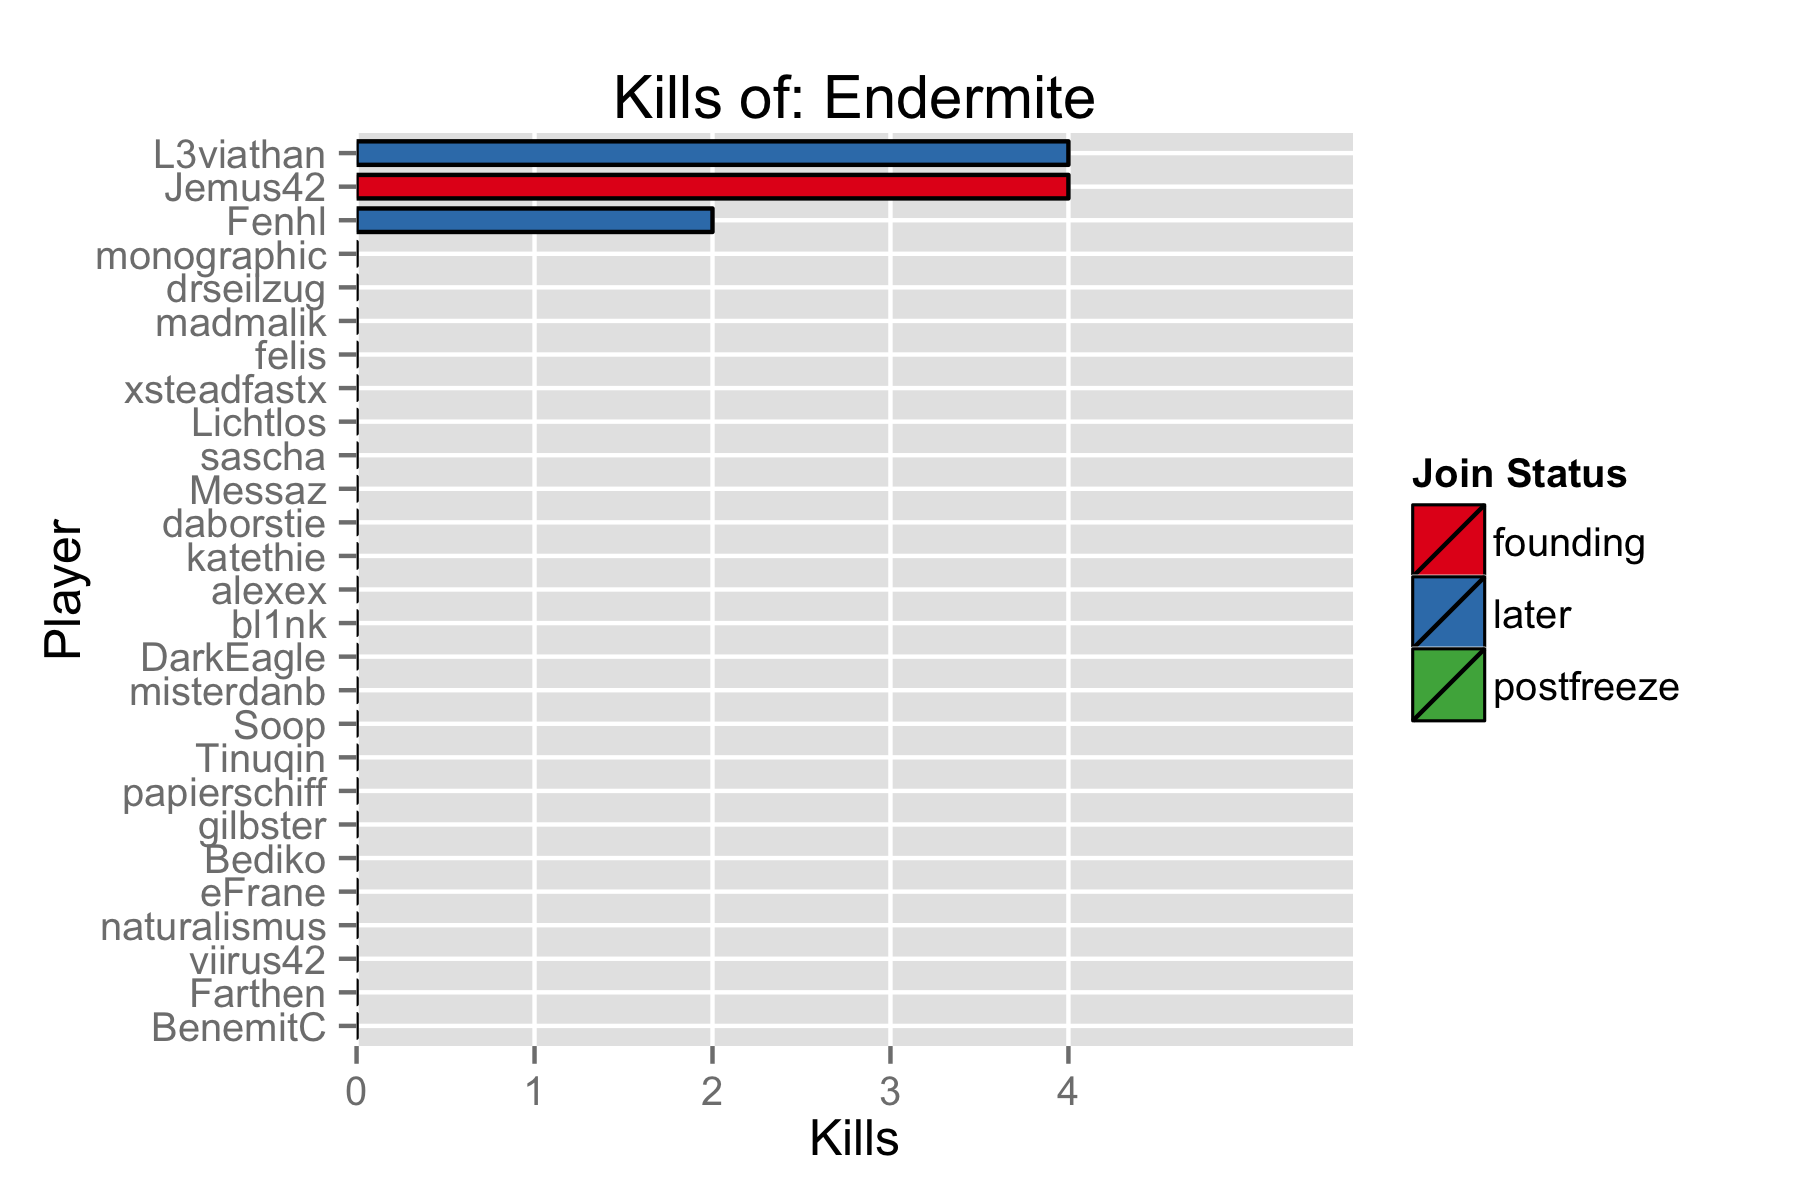 Kills of: Endermite
L3viathan
Jemus42
Fenhl
monographic
drseilzug
madmalik
felis
xsteadfastx
Lichtlos
sascha
Messaz
daborstie
katethie
alexex
bl1nk
DarkEagle
misterdanb
Soop
Tinuqin
papierschiff
gilbster
Bediko
eFrane
naturalismus
viirus42
Farthen
BenemitC
Player
0 1 2 3 4
Kills
Join Status
founding
later
postfreeze